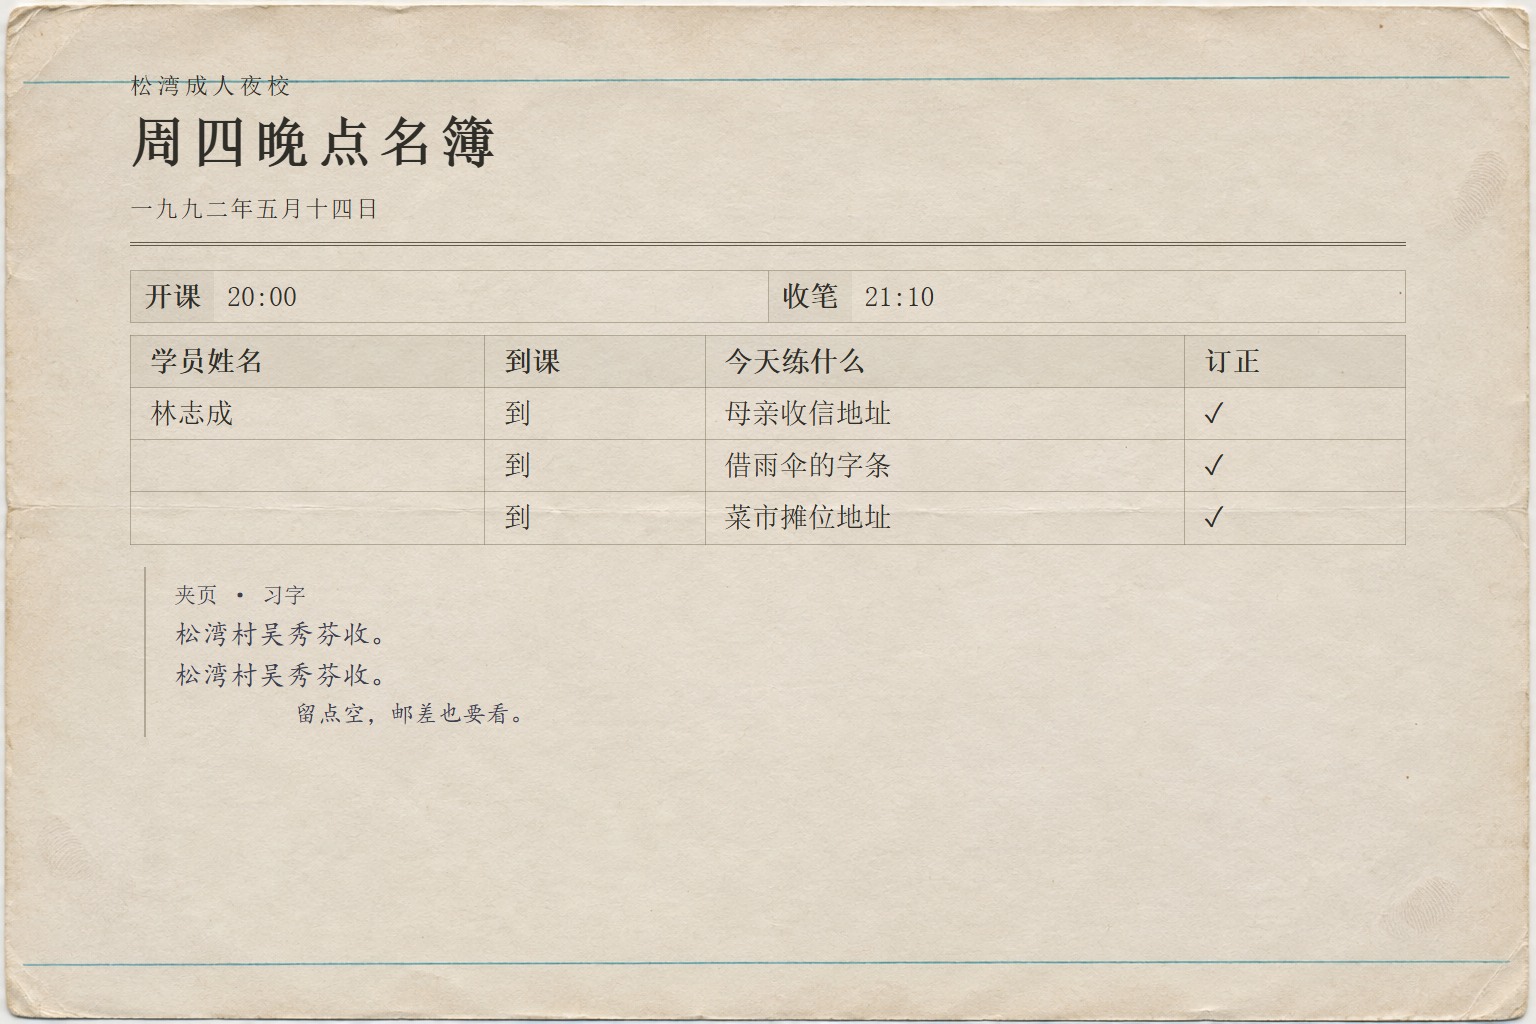 松湾成人夜校
周四晚点名簿
一九九二年五月十四日
开课 20:00 收笔 21:10
学员姓名 到课 今天练什么 订正
林志成 到 母亲收信地址 ✓
到 借雨伞的字条 ✓
到 菜市摊位地址 ✓
夹页 · 习字
松湾村吴秀芬收。
松湾村吴秀芬收。
留点空，邮差也要看。